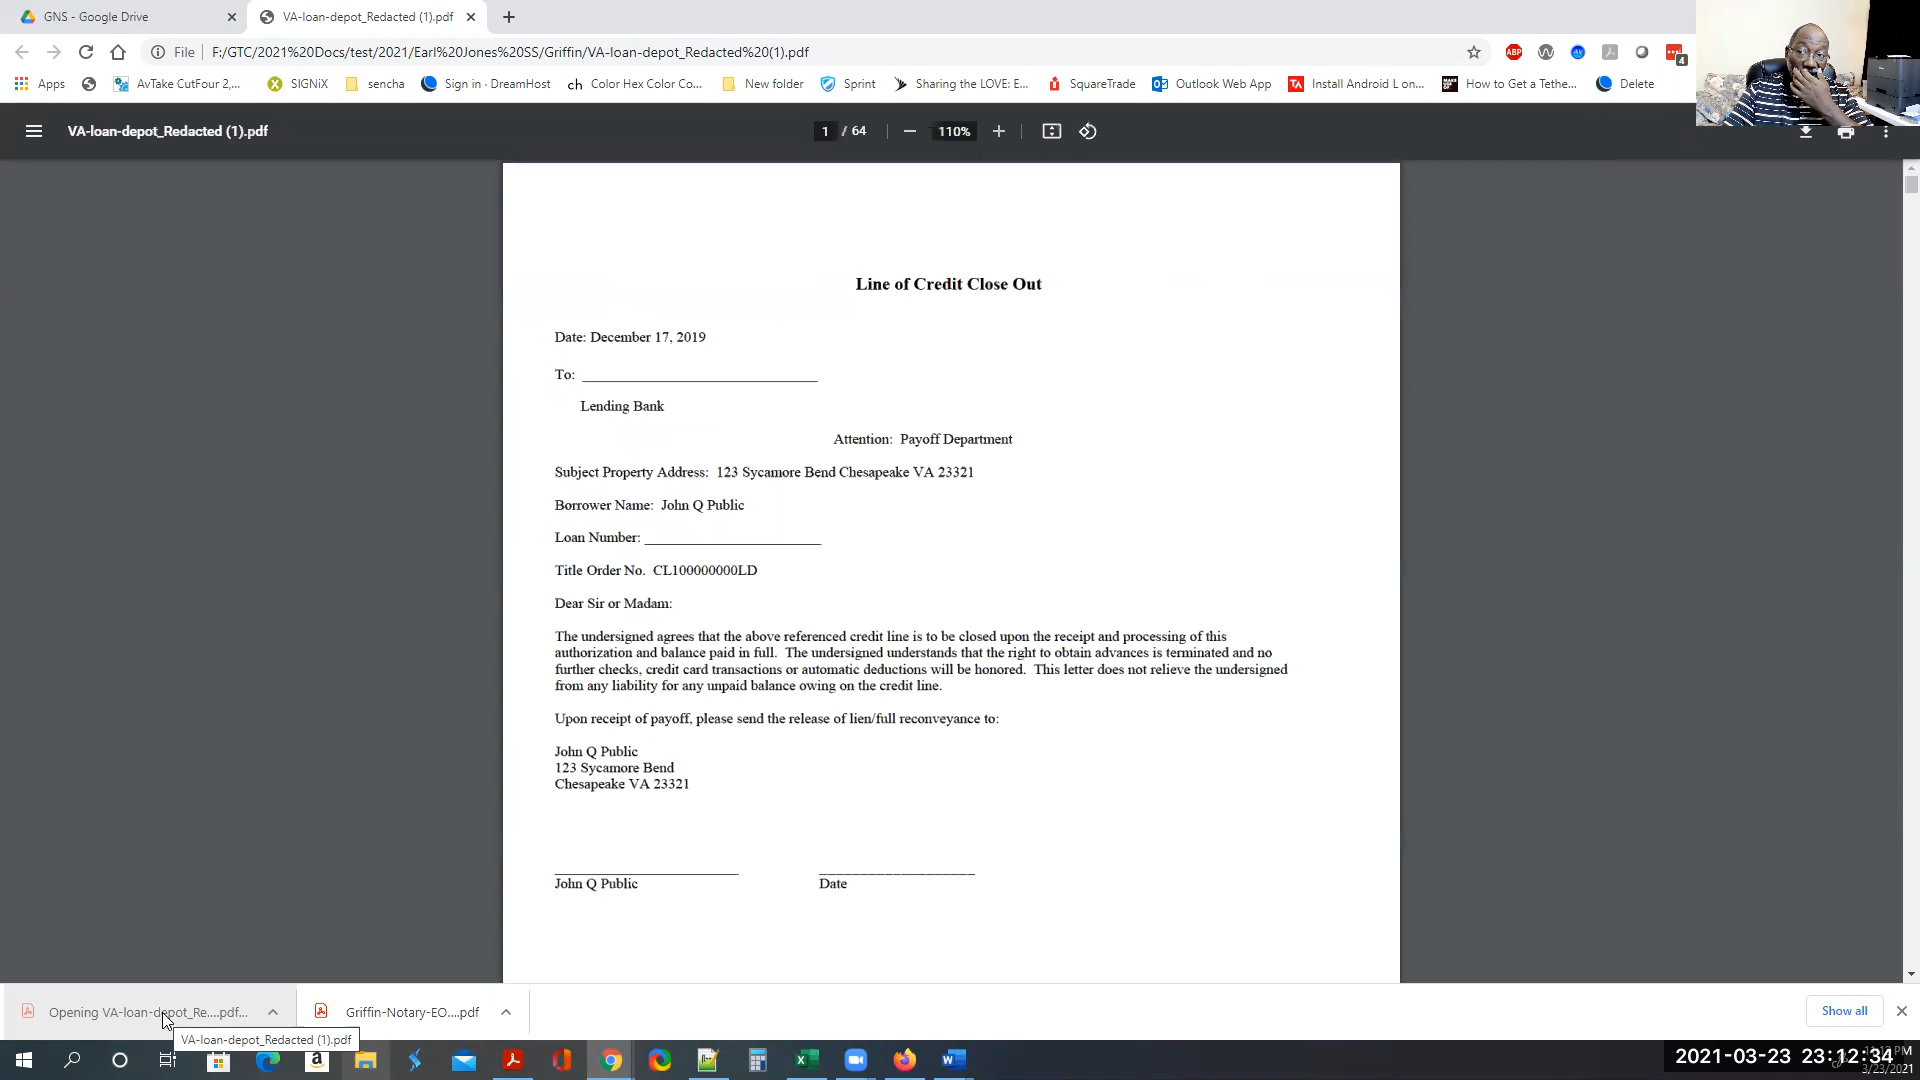 GNS - Google Drive
VA-loan-depot_Redacted (1).pdf
File
F:/GTC/2021%20Docs/test/2021/Earl%20Jones%20SS/Griffin/VA-loan-depot_Redacted%20(1).pdf
ABP
4
Apps
AvTake CutFour 2,...
SIGNiX
sencha
Sign in - DreamHost
ch
Color Hex Color Co...
New folder
Sprint
Sharing the LOVE: E...
SquareTrade
Outlook Web App
TA
Install Android L on...
How to Get a Tethe...
Delete
VA-loan-depot_Redacted (1).pdf
1 / 64
110%
Line of Credit Close Out
Date: December 17, 2019
To: ______________________________
Lending Bank
Attention: Payoff Department
Subject Property Address: 123 Sycamore Bend Chesapeake VA 23321
Borrower Name: John Q Public
Loan Number: ______________________
Title Order No. CL100000000LD
Dear Sir or Madam:
The undersigned agrees that the above referenced credit line is to be closed upon the receipt and processing of this
authorization and balance paid in full. The undersigned understands that the right to obtain advances is terminated and no
further checks, credit card transactions or automatic deductions will be honored. This letter does not relieve the undersigned
from any liability for any unpaid balance owing on the credit line.
Upon receipt of payoff, please send the release of lien/full reconveyance to:
John Q Public
123 Sycamore Bend
Chesapeake VA 23321
John Q Public
Date
Opening VA-loan-depot_Re....pdf...
Griffin-Notary-EO....pdf
Show all
VA-loan-depot_Redacted (1).pdf
2021-03-23 23:12:34
3/23/2021